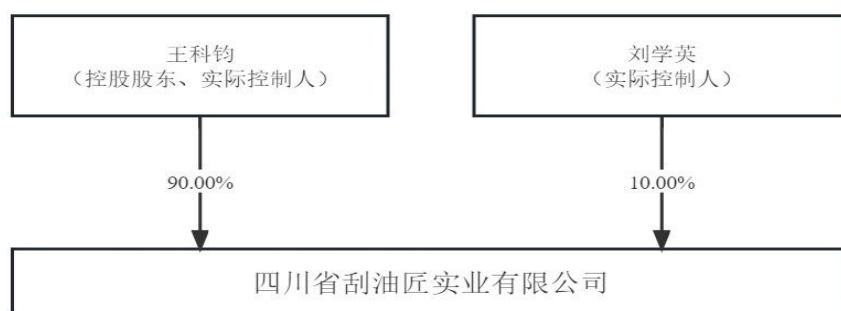 王科钧
（控股股东、实际控制人）
刘学英
（实际控制人）
90.00%
10.00%
四川省刮油匠实业有限公司